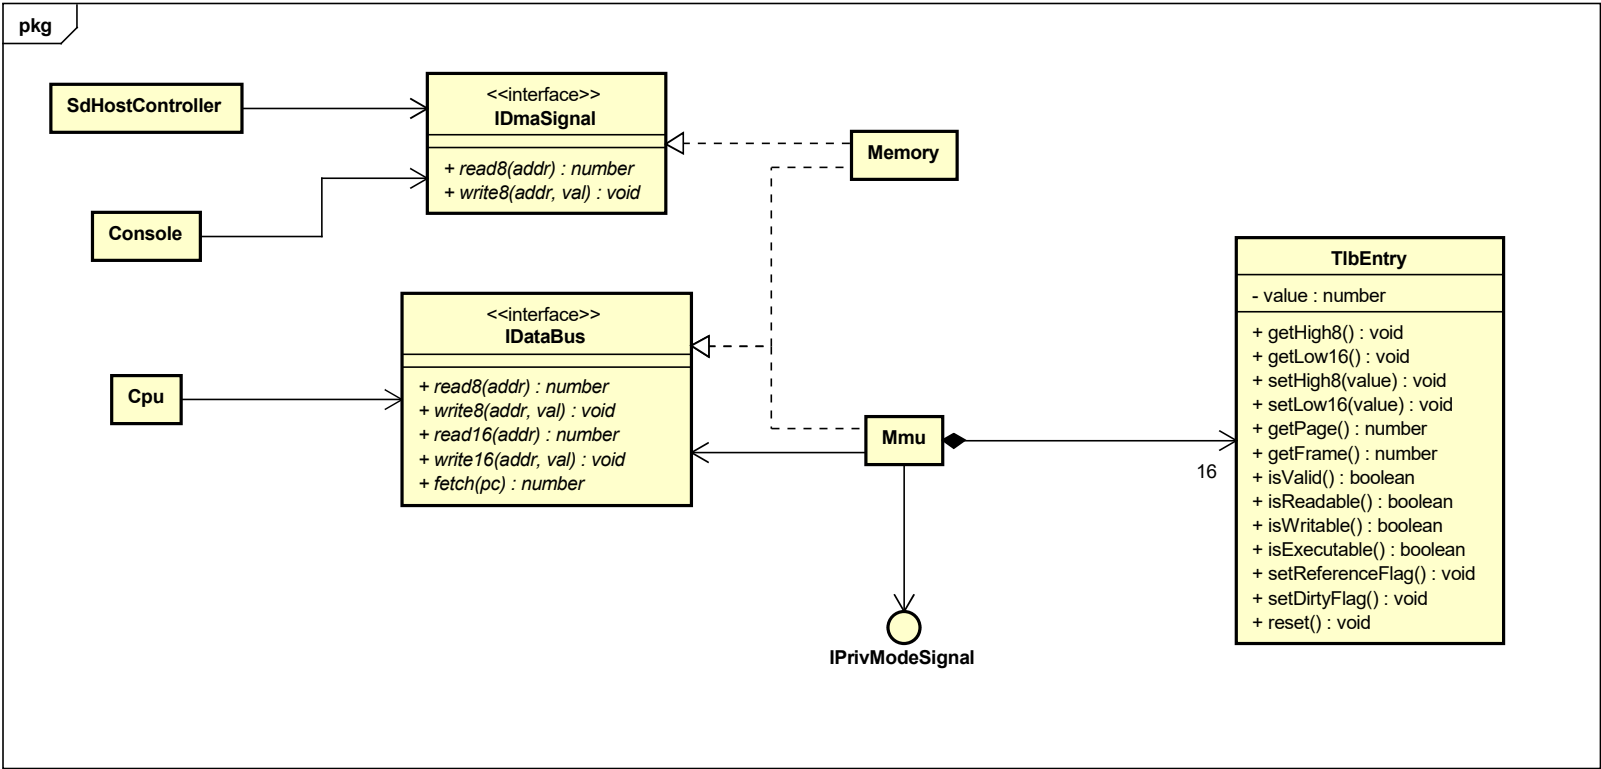 pkg
SdHostController
<<interface>>
IDmaSignal
+ read8(addr) : number
+ write8(addr, val) : void
Memory
Console
<<interface>>
IDataBus
+ read8(addr) : number
+ write8(addr, val) : void
+ read16(addr) : number
+ write16(addr, val) : void
+ fetch(pc) : number
Cpu
Mmu
16
IPrivModeSignal
TlbEntry
- value : number
+ getHigh8() : void
+ getLow16() : void
+ setHigh8(value) : void
+ setLow16(value) : void
+ getPage() : number
+ getFrame() : number
+ isValid() : boolean
+ isReadable() : boolean
+ isWritable() : boolean
+ isExecutable() : boolean
+ setReferenceFlag() : void
+ setDirtyFlag() : void
+ reset() : void